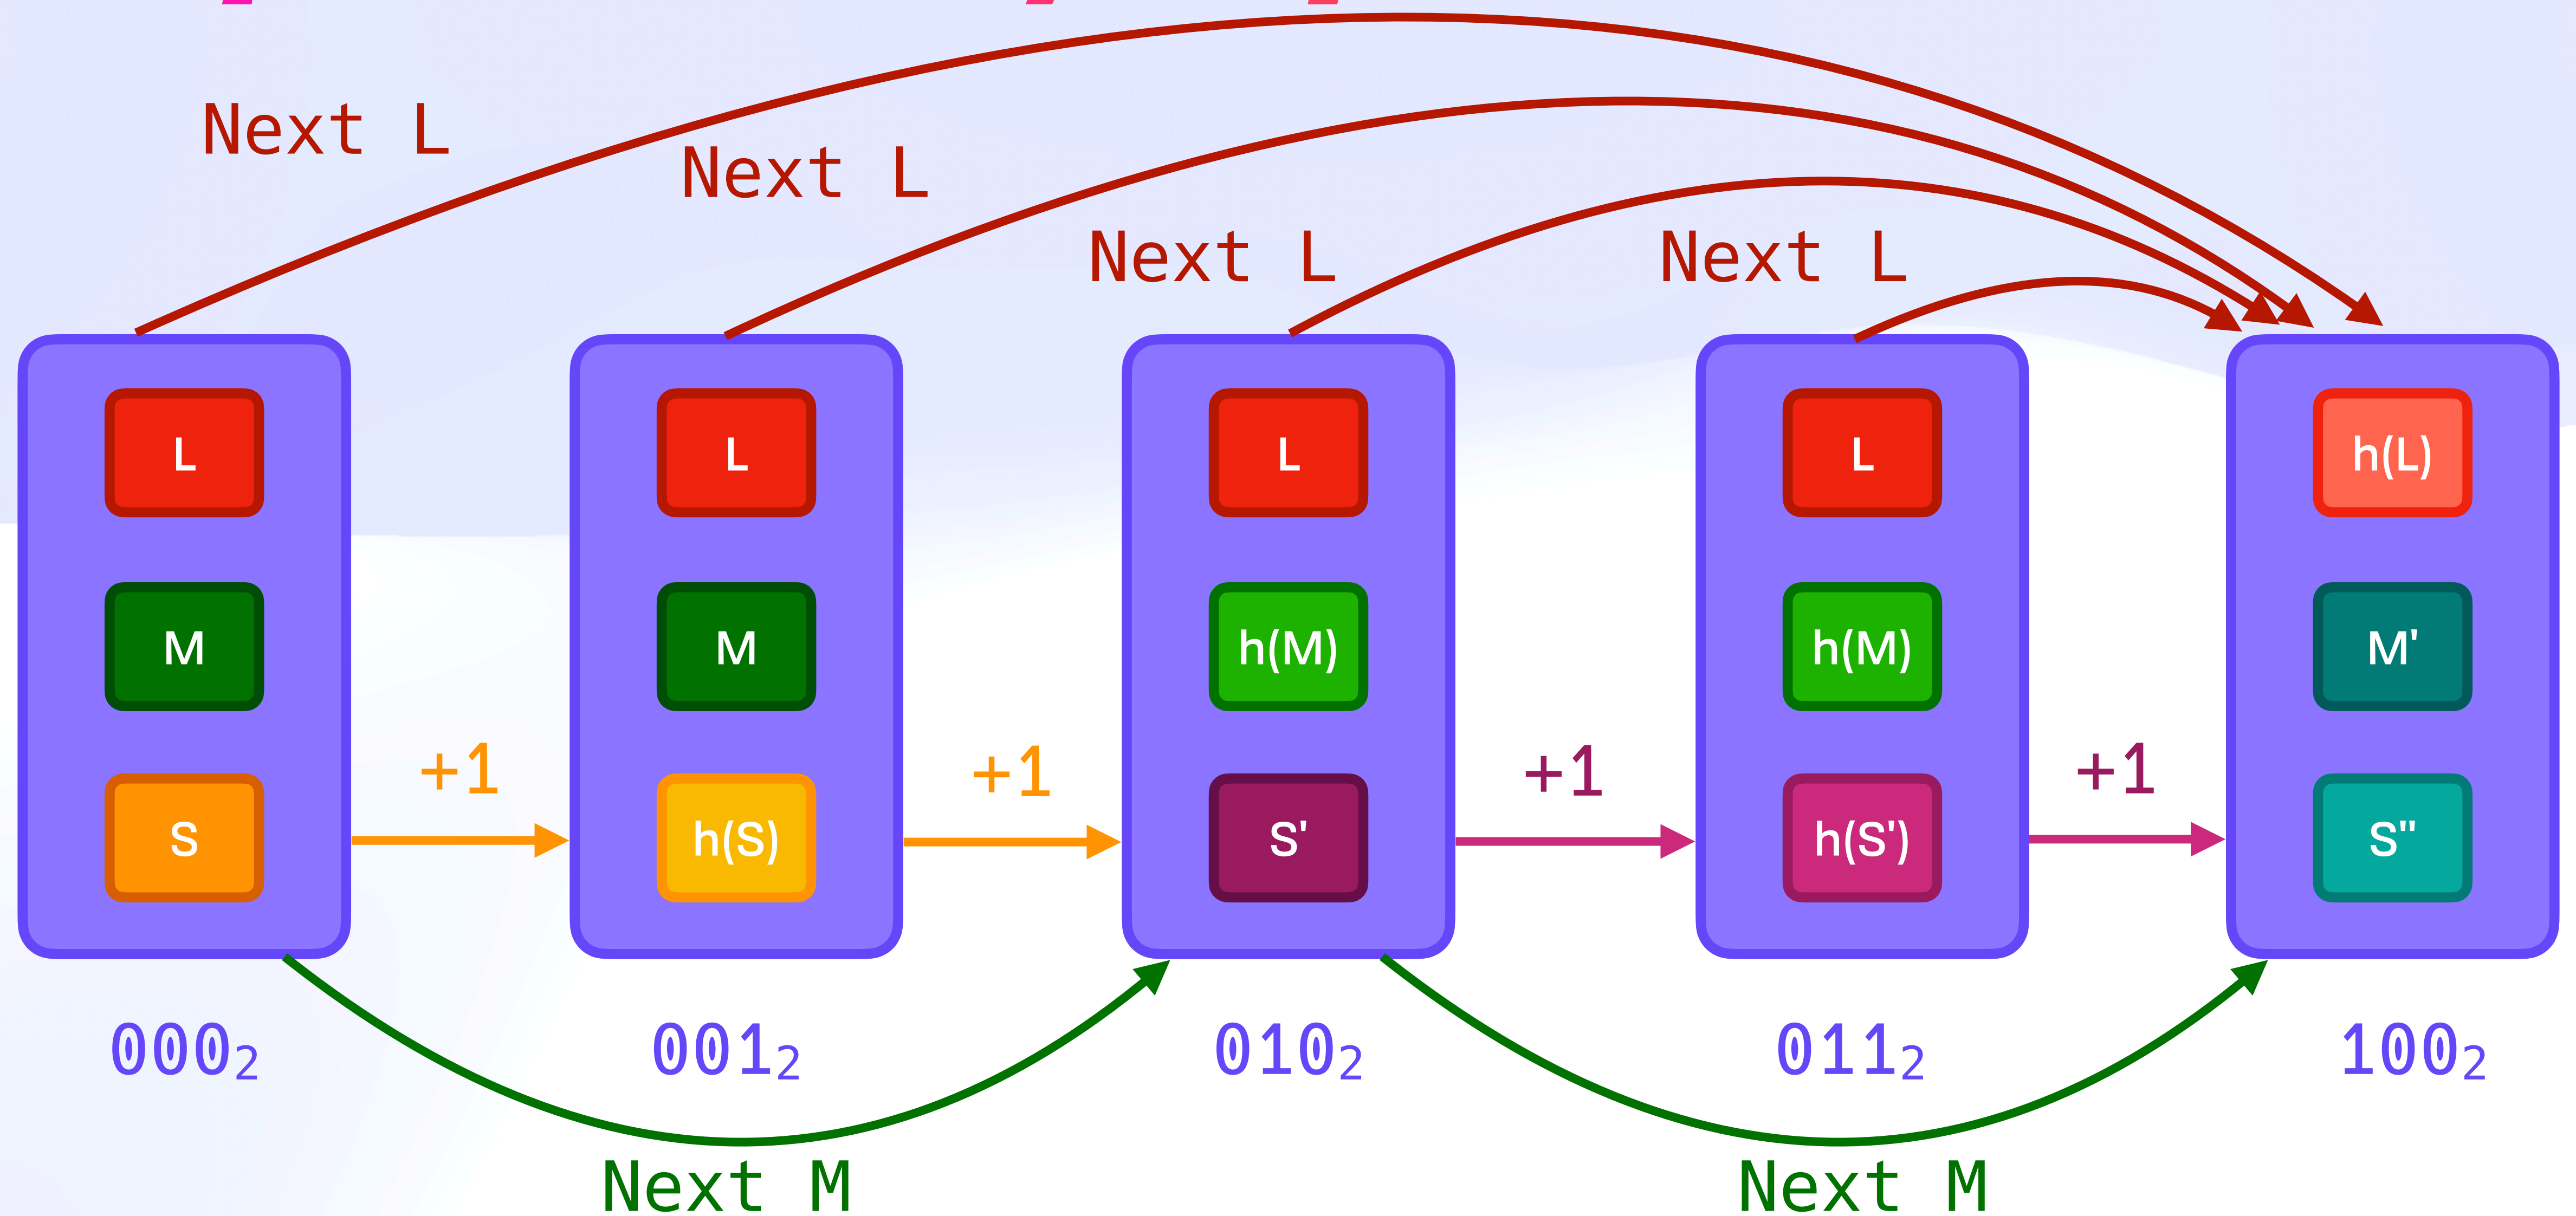 Next L
Next L
Next L
Next L
L
L
L
L
h(L)
M
M
h(M)
h(M)
M'
+1
+1
+1
+1
S
h(S)
S'
h(S')
S"
000₂
001₂
010₂
011₂
100₂
Next M
Next M